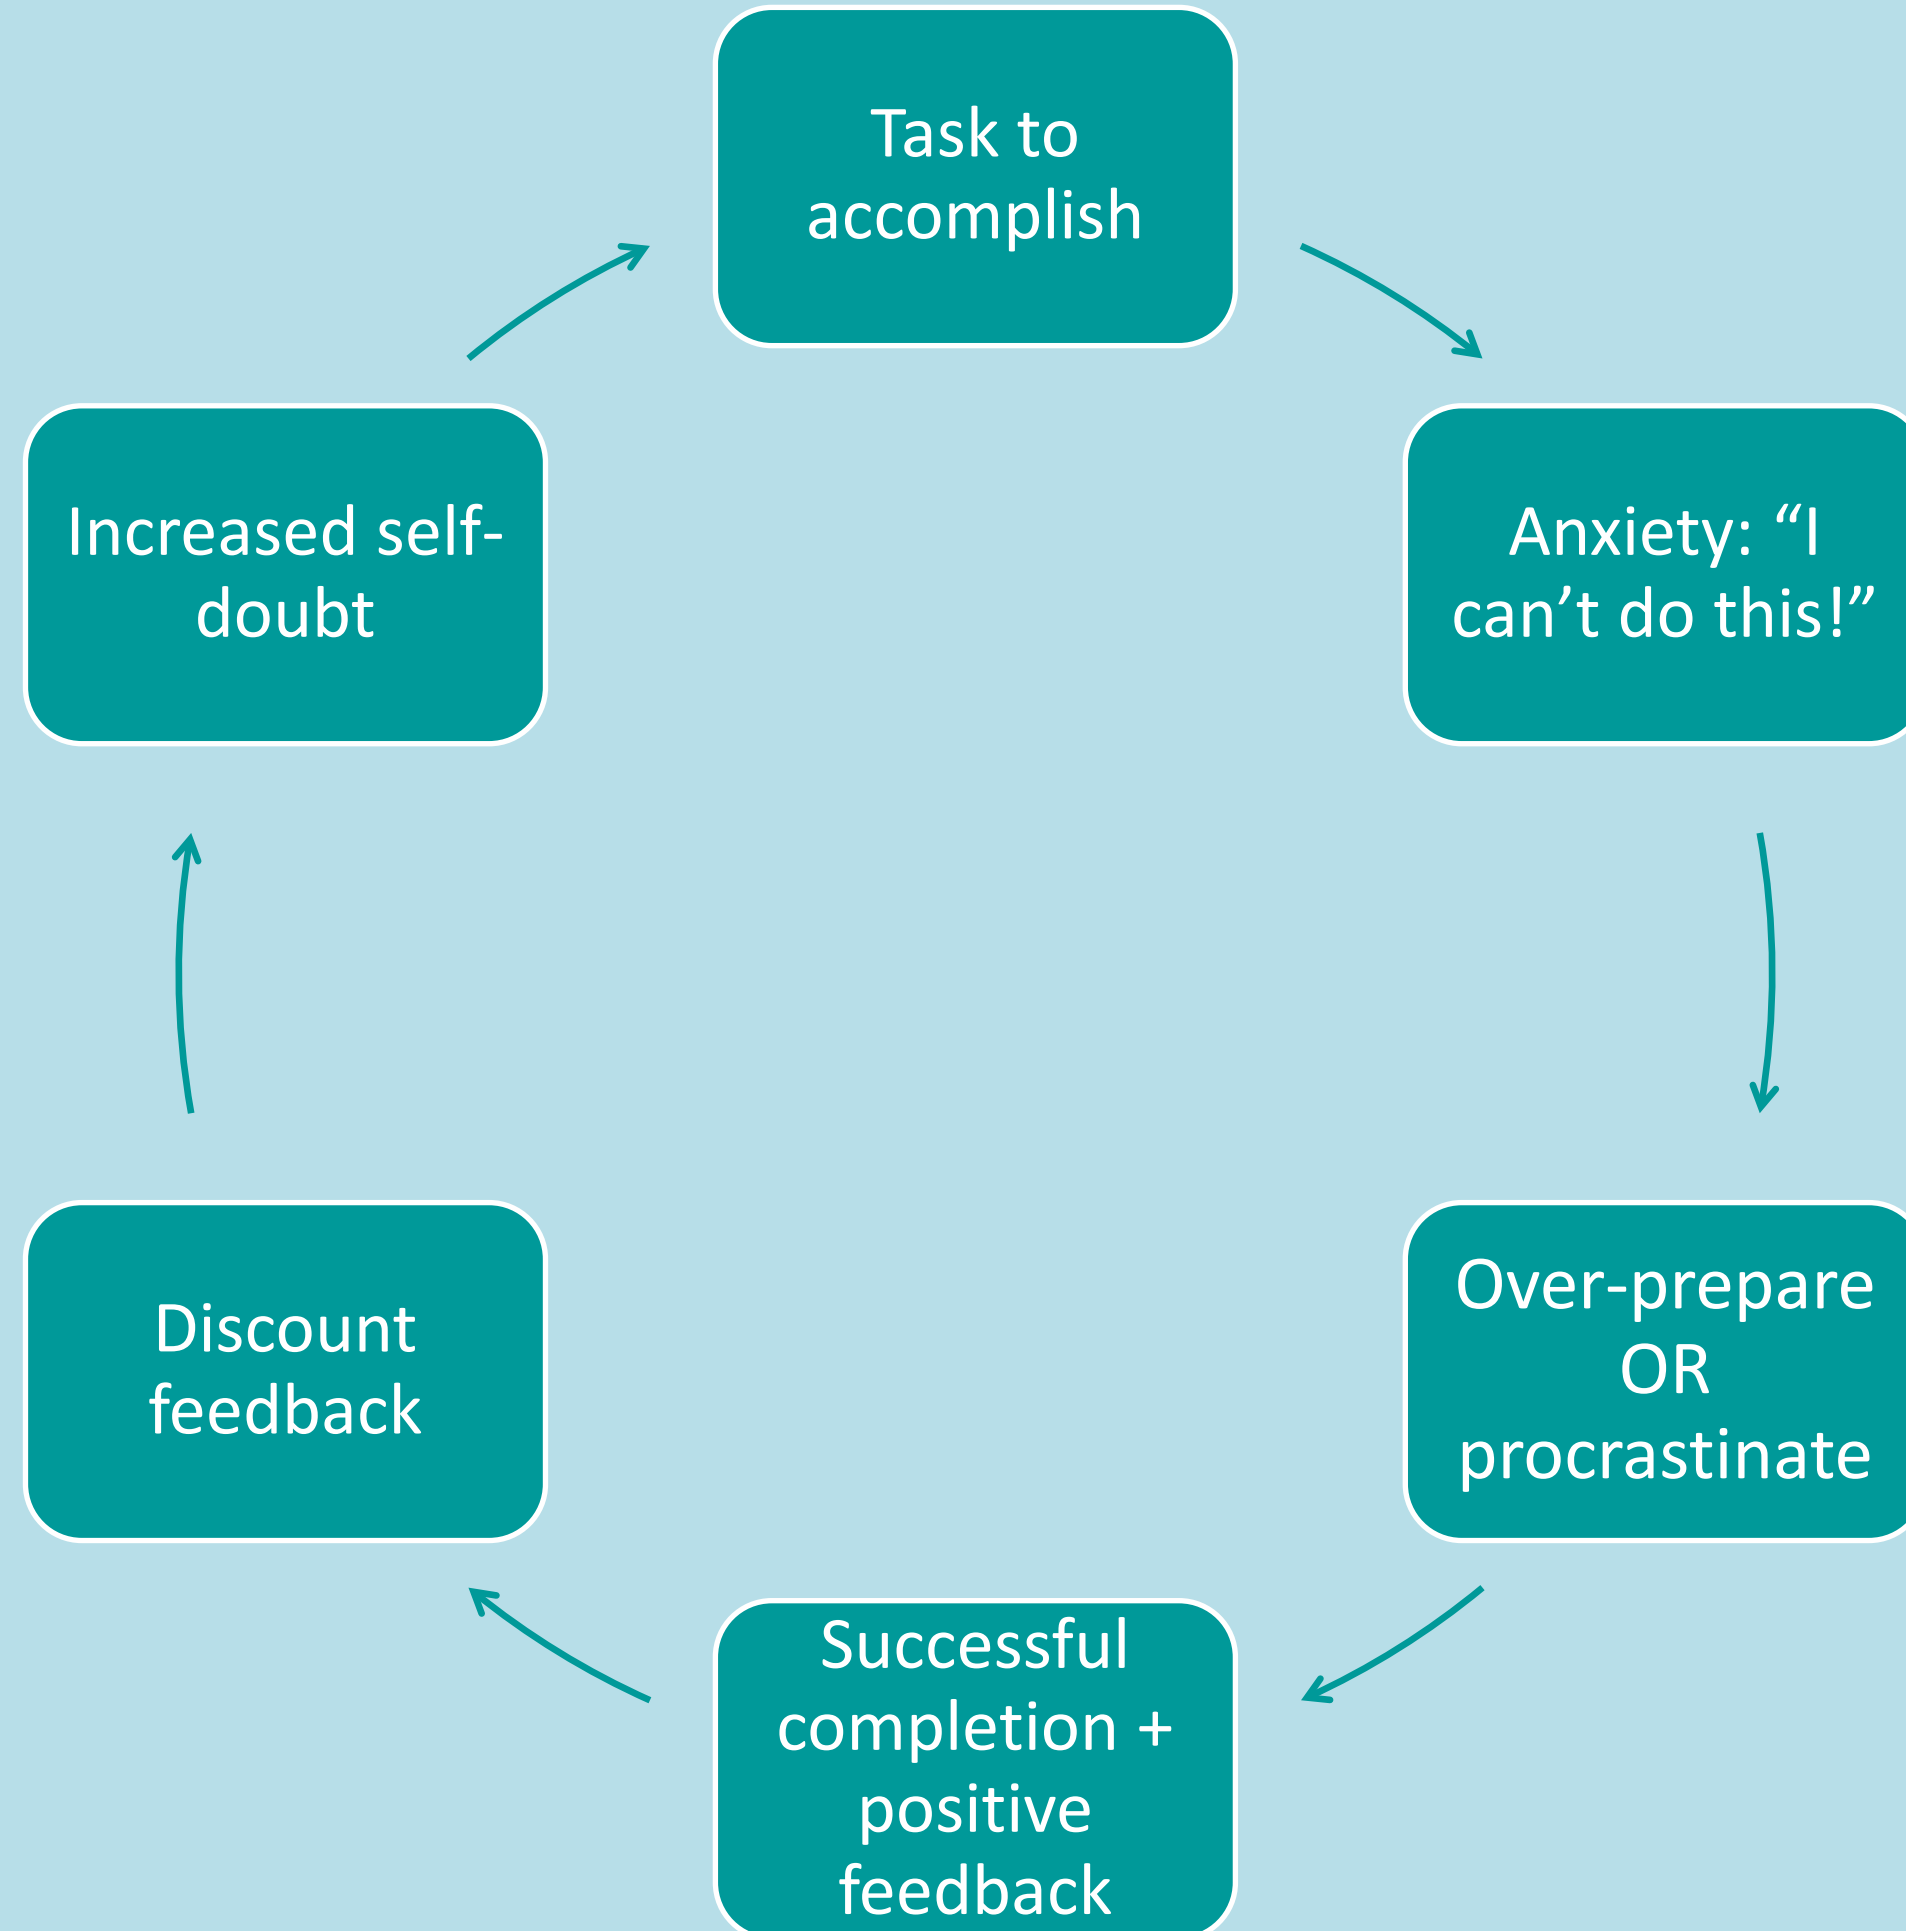 Task to
accomplish
Anxiety: “I
can’t do this!”
Over-prepare
OR
procrastinate
Successful
completion +
positive
feedback
Discount
feedback
Increased self-
doubt